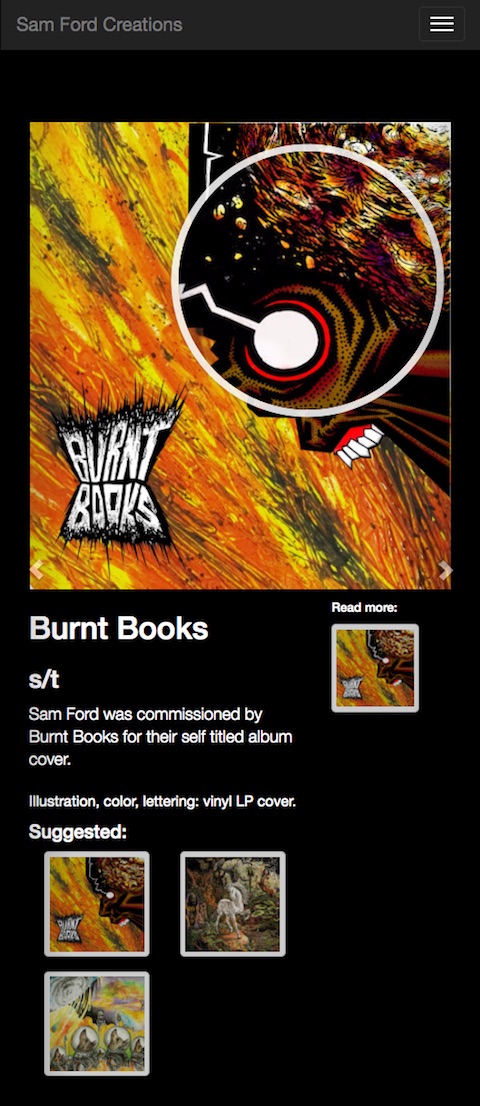 Sam Ford Creations
BURNT
BOOKS
Read more:
Burnt Books
s/t
Sam Ford was commissioned by
Burnt Books for their self titled album
cover.
Illustration, color, lettering: vinyl LP cover.
Suggested: